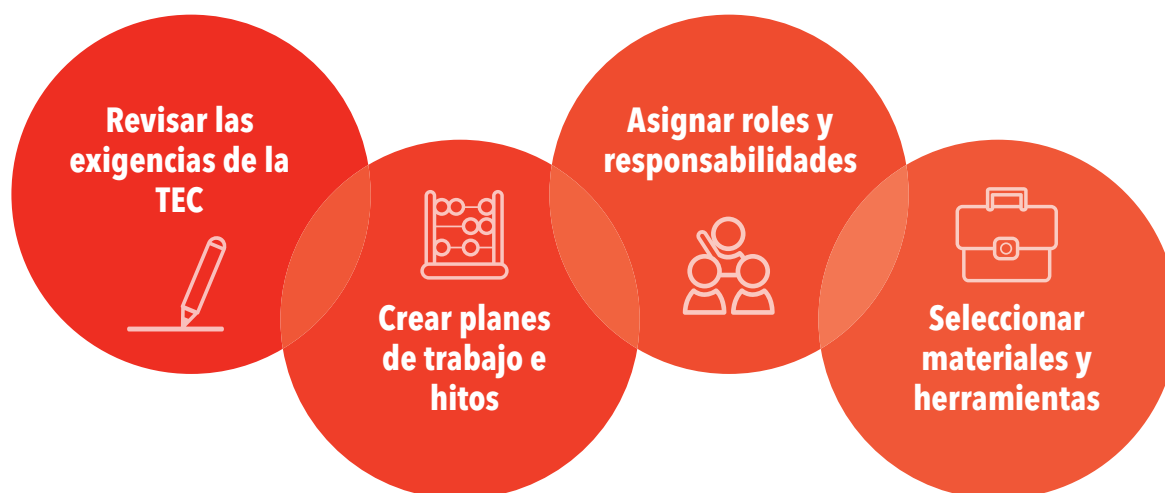 Revisar las
exigencias de la
TEC
Crear planes
de trabajo e
hitos
Asignar roles y
responsabilidades
Seleccionar
materiales y
herramientas